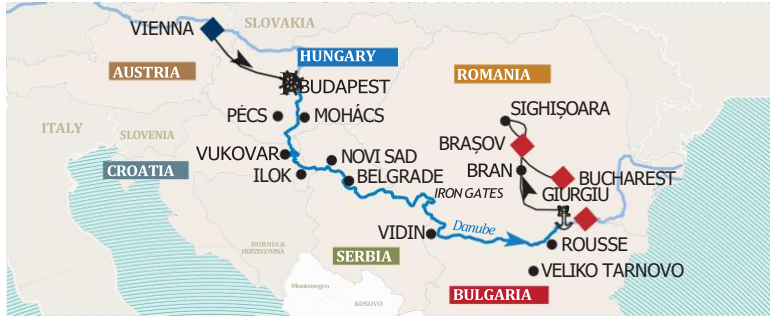 SLOVAKIA
VIENNA
HUNGARY
AUSTRIA
ROMANIA
BUDAPEST
SIGHIȘOARA
PÉCS
MOHÁCS
ITALY
SLOVENIA
BRAȘOV
VUKOVAR
NOVI SAD
CROATIA
ILOK
BELGRADE
BRAN
BUCHAREST
IRON GATES
GIURGIU
Danube
VIDIN
ROUSSE
BOSNIA &
HERZEGOVINA
SERBIA
VELIKO TARNOVO
Montenegro
BULGARIA
KOSOVO